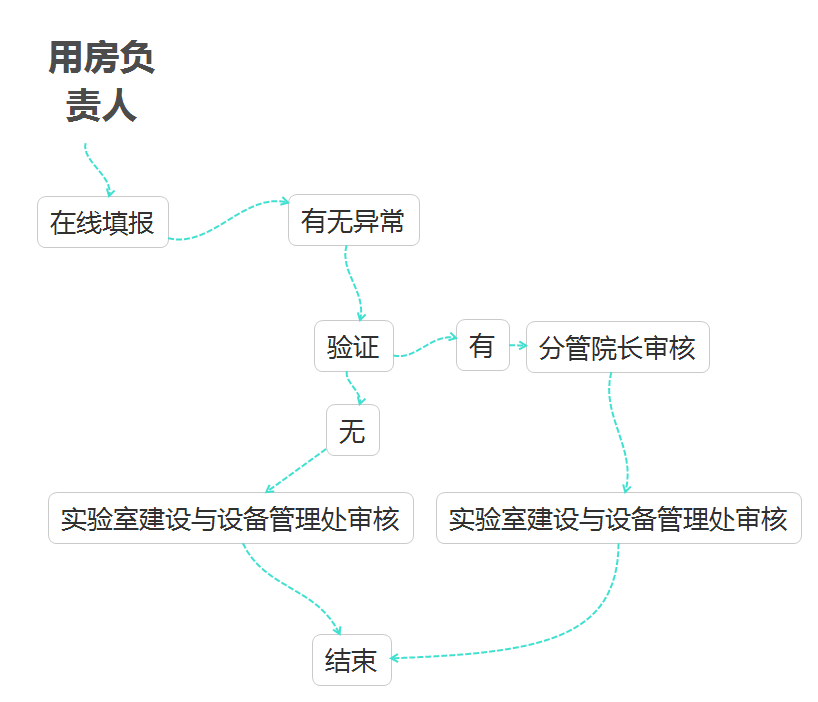 用房负
责人
在线填报
有无异常
验证
有
分管院长审核
无
实验室建设与设备管理处审核
实验室建设与设备管理处审核
结束